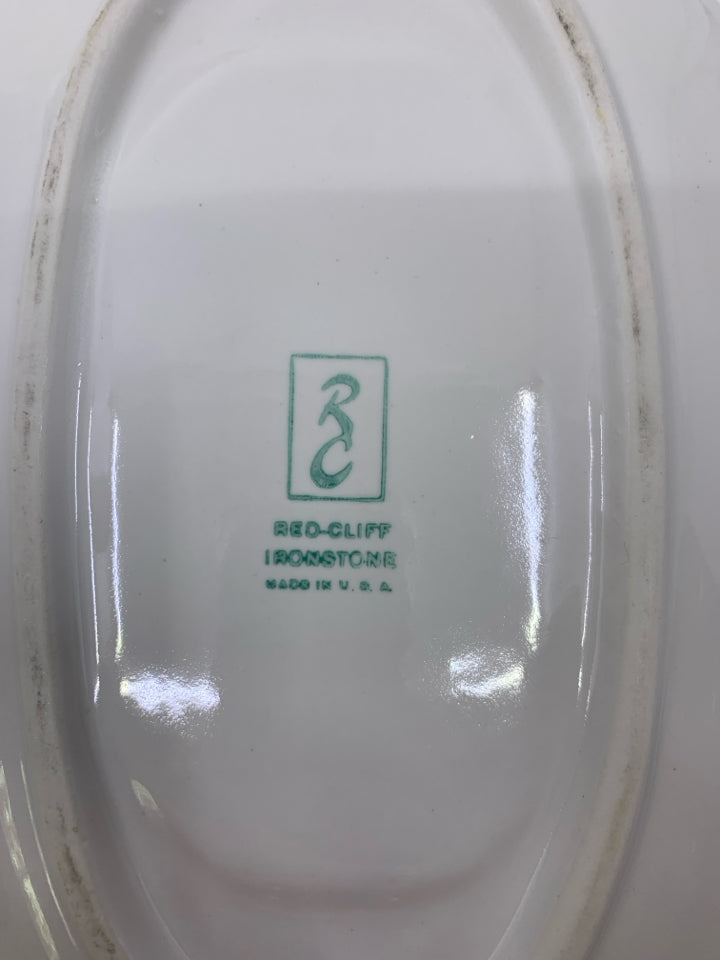 RC
RED-CLIFF
IRONSTONE
MADE IN U.S.A.